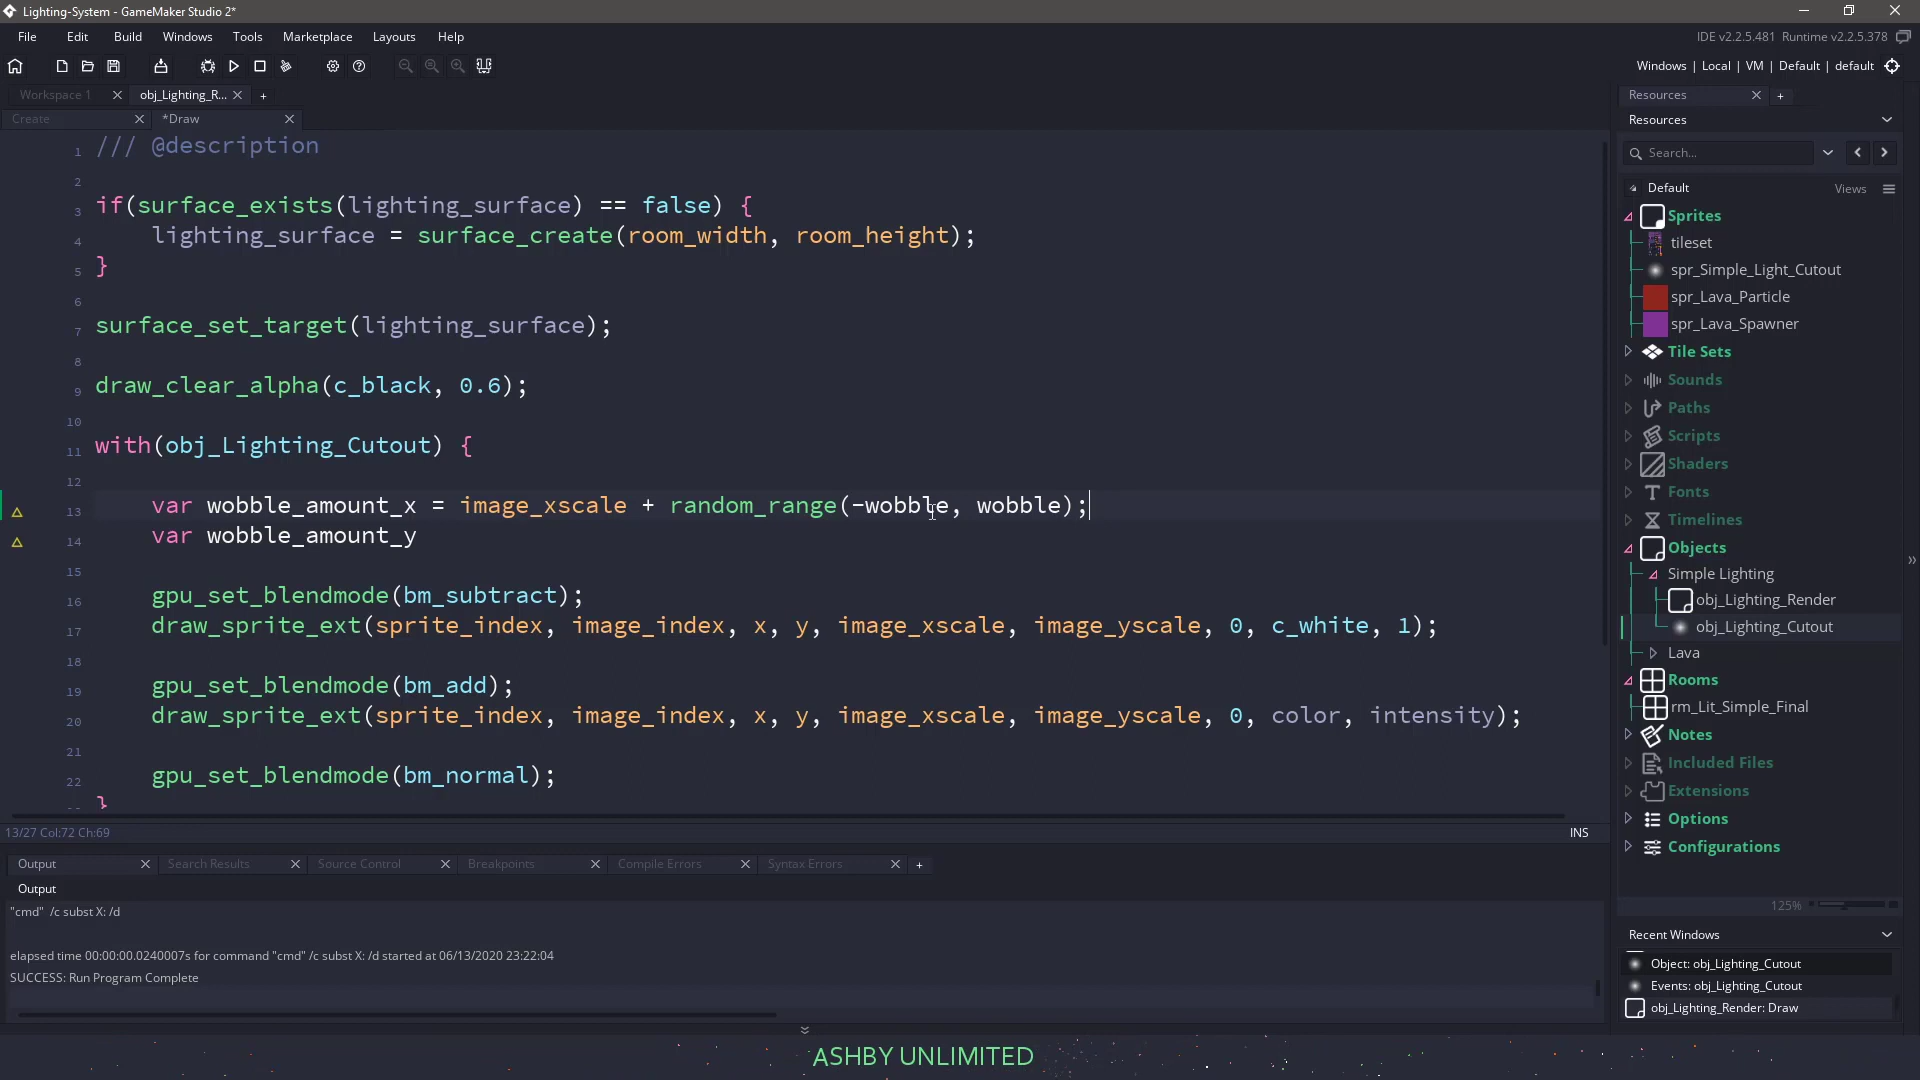 Lighting-System - GameMaker Studio 2*
File Edit Build Windows Tools Marketplace Layouts Help
IDE v2.2.5.481 Runtime v2.2.5.378
Windows | Local | VM | Default | default
Workspace 1
obj_Lighting_R...
+
Create
*Draw
1 /// @description
2
3 if(surface_exists(lighting_surface) == false) {
4 lighting_surface = surface_create(room_width, room_height);
5 }
6
7 surface_set_target(lighting_surface);
8
9 draw_clear_alpha(c_black, 0.6);
10
11 with(obj_Lighting_Cutout) {
12
13 var wobble_amount_x = image_xscale + random_range(-wobble, wobble);
14 var wobble_amount_y
15
16 gpu_set_blendmode(bm_subtract);
17 draw_sprite_ext(sprite_index, image_index, x, y, image_xscale, image_yscale, 0, c_white, 1);
18
19 gpu_set_blendmode(bm_add);
20 draw_sprite_ext(sprite_index, image_index, x, y, image_xscale, image_yscale, 0, color, intensity);
21
22 gpu_set_blendmode(bm_normal);
}
13/27 Col:72 Ch:69
INS
Output
Search Results
Source Control
Breakpoints
Compile Errors
Syntax Errors
+
Output
"cmd" /c subst X: /d
elapsed time 00:00:00.0240007s for command "cmd" /c subst X: /d started at 06/13/2020 23:22:04
SUCCESS: Run Program Complete
Resources
+
Resources
Search...
Default
Views
Sprites
tileset
spr_Simple_Light_Cutout
spr_Lava_Particle
spr_Lava_Spawner
Tile Sets
Sounds
Paths
Scripts
Shaders
Fonts
Timelines
Objects
Simple Lighting
obj_Lighting_Render
obj_Lighting_Cutout
Lava
Rooms
rm_Lit_Simple_Final
Notes
Included Files
Extensions
Options
Configurations
125%
Recent Windows
Object: obj_Lighting_Cutout
Events: obj_Lighting_Cutout
obj_Lighting_Render: Draw
ASHBY UNLIMITED